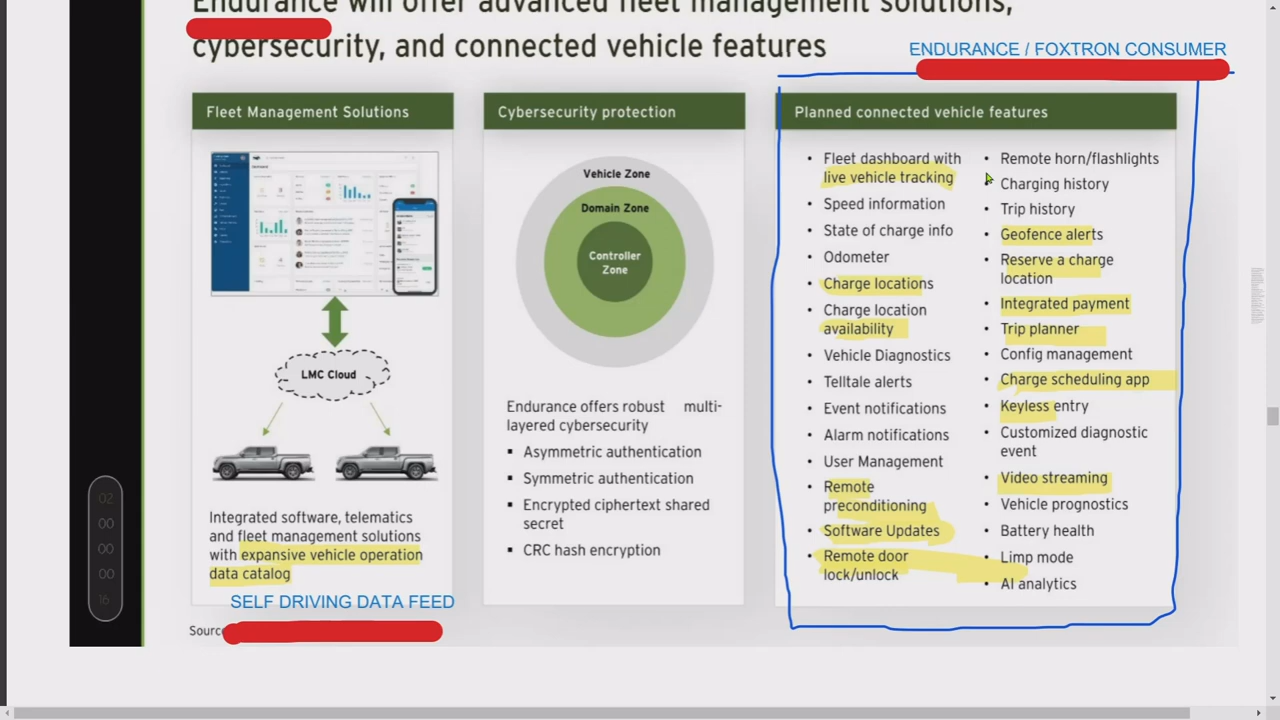 Endurance will offer advanced fleet management solutions,
cybersecurity, and connected vehicle features
ENDURANCE / FOXTRON CONSUMER
Fleet Management Solutions
LMC Cloud
Integrated software, telematics
and fleet management solutions
with expansive vehicle operation
data catalog
SELF DRIVING DATA FEED
Cybersecurity protection
Vehicle Zone
Domain Zone
Controller
Zone
Endurance offers robust multi-
layered cybersecurity
▪ Asymmetric authentication
▪ Symmetric authentication
▪ Encrypted ciphertext shared
secret
▪ CRC hash encryption
Planned connected vehicle features
• Fleet dashboard with
live vehicle tracking
• Speed information
• State of charge info
• Odometer
• Charge locations
• Charge location
availability
• Vehicle Diagnostics
• Telltale alerts
• Event notifications
• Alarm notifications
• User Management
• Remote
preconditioning
• Software Updates
• Remote door
lock/unlock
• Remote horn/flashlights
• Charging history
• Trip history
• Geofence alerts
• Reserve a charge
location
• Integrated payment
• Trip planner
• Config management
• Charge scheduling app
• Keyless entry
• Customized diagnostic
event
• Video streaming
• Vehicle prognostics
• Battery health
• Limp mode
• AI analytics
02
00
00
00
16